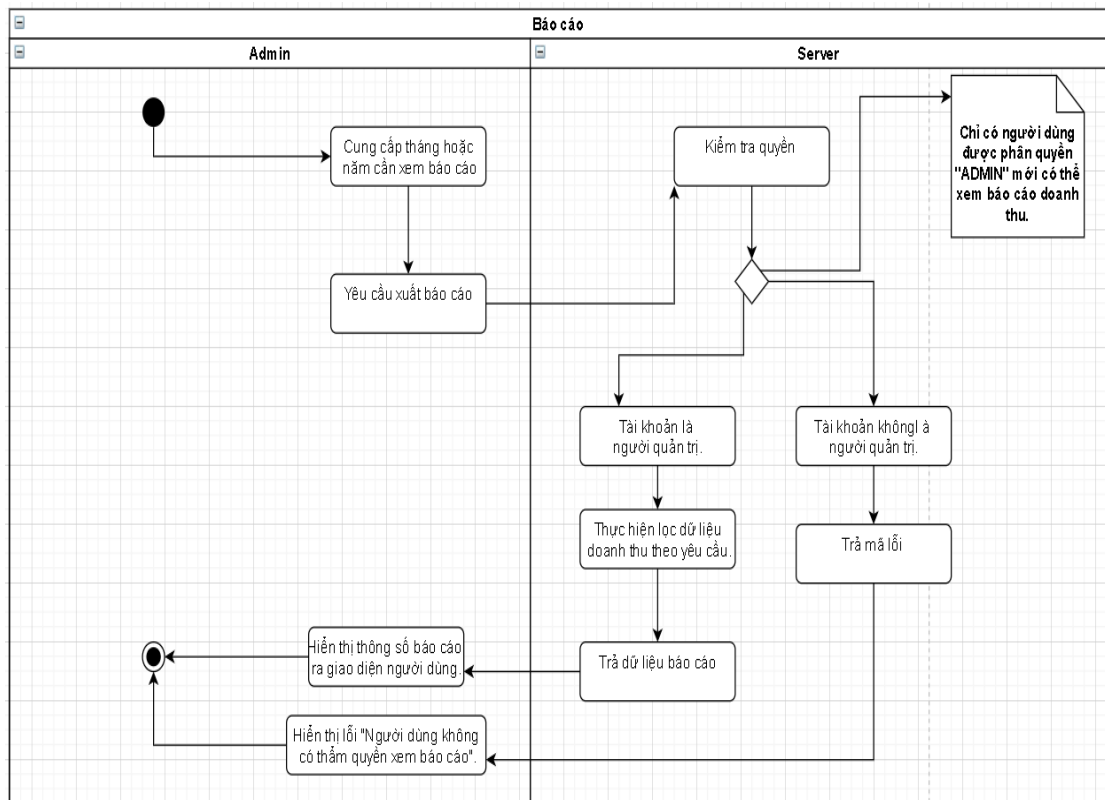 Báo cáo
Admin
Server
Cung cấp tháng hoặc
năm cần xem báo cáo
Yêu cầu xuất báo cáo
Kiểm tra quyền
Chỉ có người dùng
được phân quyền
"ADMIN" mới có thể
xem báo cáo doanh
thu.
Tài khoản là
người quản trị.
Tài khoản khôngl à
người quản trị.
Thực hiện lọc dữ liệu
doanh thu theo yêu cầu.
Trả mã lỗi
Trả dữ liệu báo cáo
Hiển thị thông số báo cáo
ra giao diện người dùng.
Hiển thị lỗi "Người dùng không
có thẩm quyền xem báo cáo".